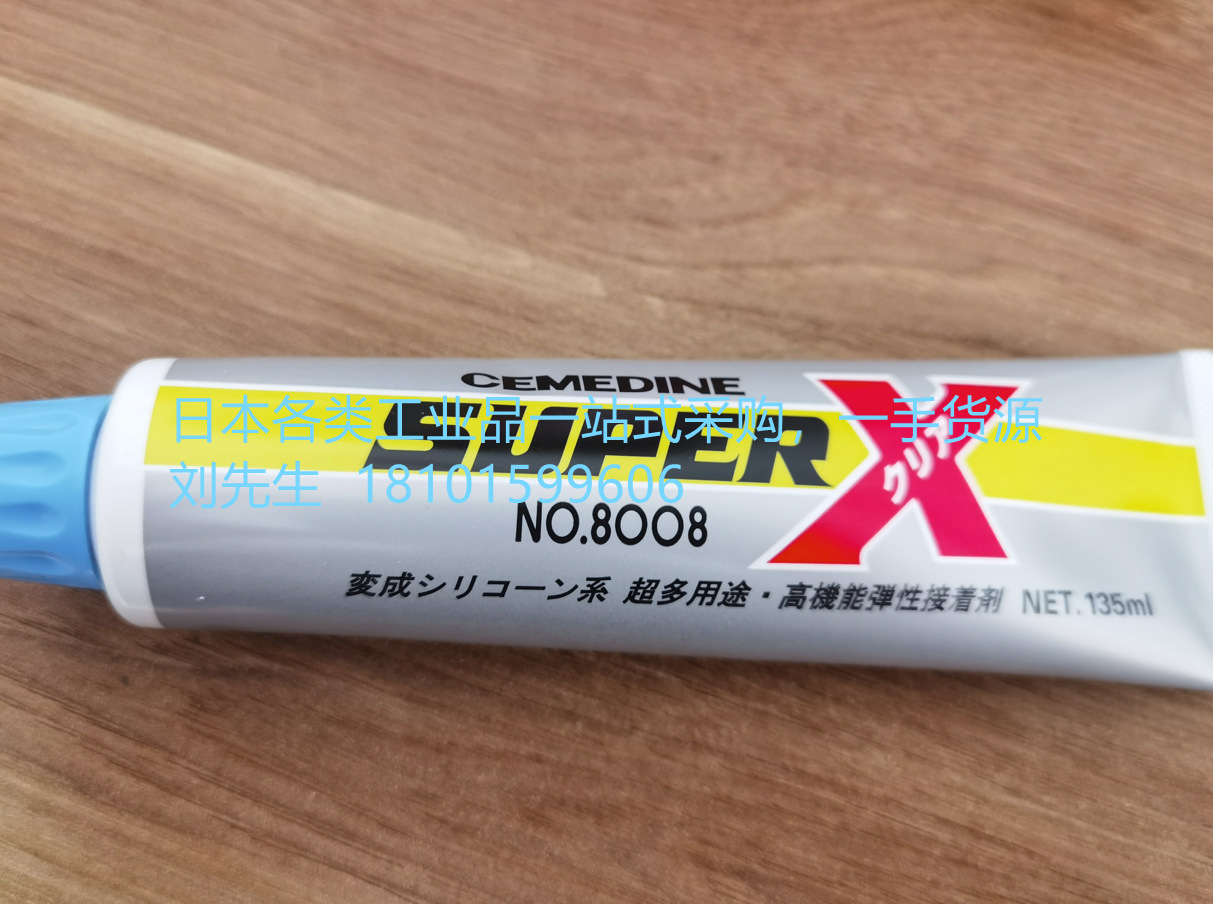 CEMEDINE
SUPER X
クリア
日本各类工业品一站式采购，一手货源
刘先生 18101599606
NO.8008
変成シリコーン系 超多用途・高機能弾性接着剤 NET.135ml